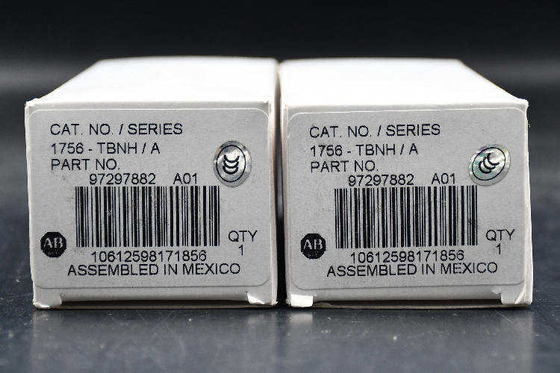 CAT. NO. / SERIES
1756 - TBNH / A
PART NO.
97297882 A01
AB
QTY
1
10612598171856
ASSEMBLED IN MEXICO
CAT. NO. / SERIES
1756 - TBNH / A
PART NO.
97297882 A01
AB
QTY
1
10612598171856
ASSEMBLED IN MEXICO